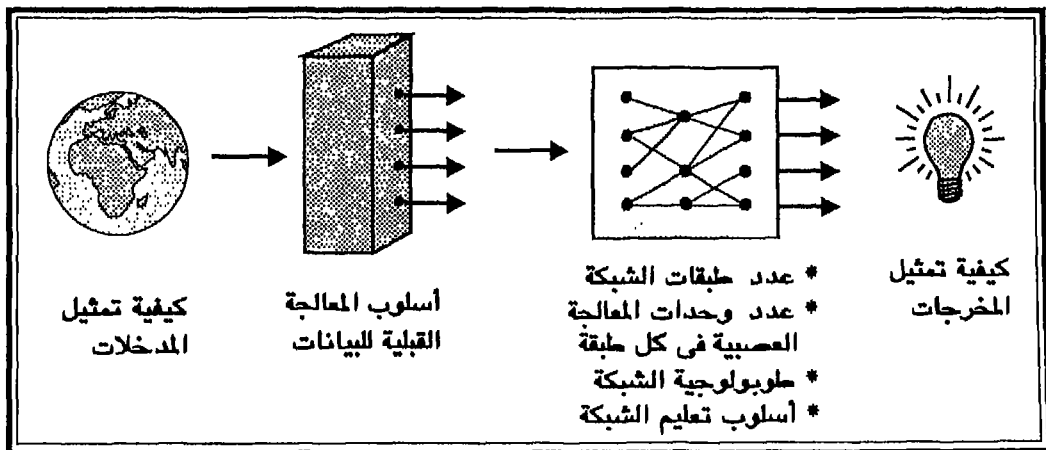 كيفية تمثيل
المدخلات
أسلوب المعالجة
القبلية للبيانات
* عدد طبقات الشبكة
* عدد وحدات المعالجة
العصبية فى كل طبقة
* طوبولوجية الشبكة
* أسلوب تعليم الشبكة
كيفية تمثيل
المخرجات